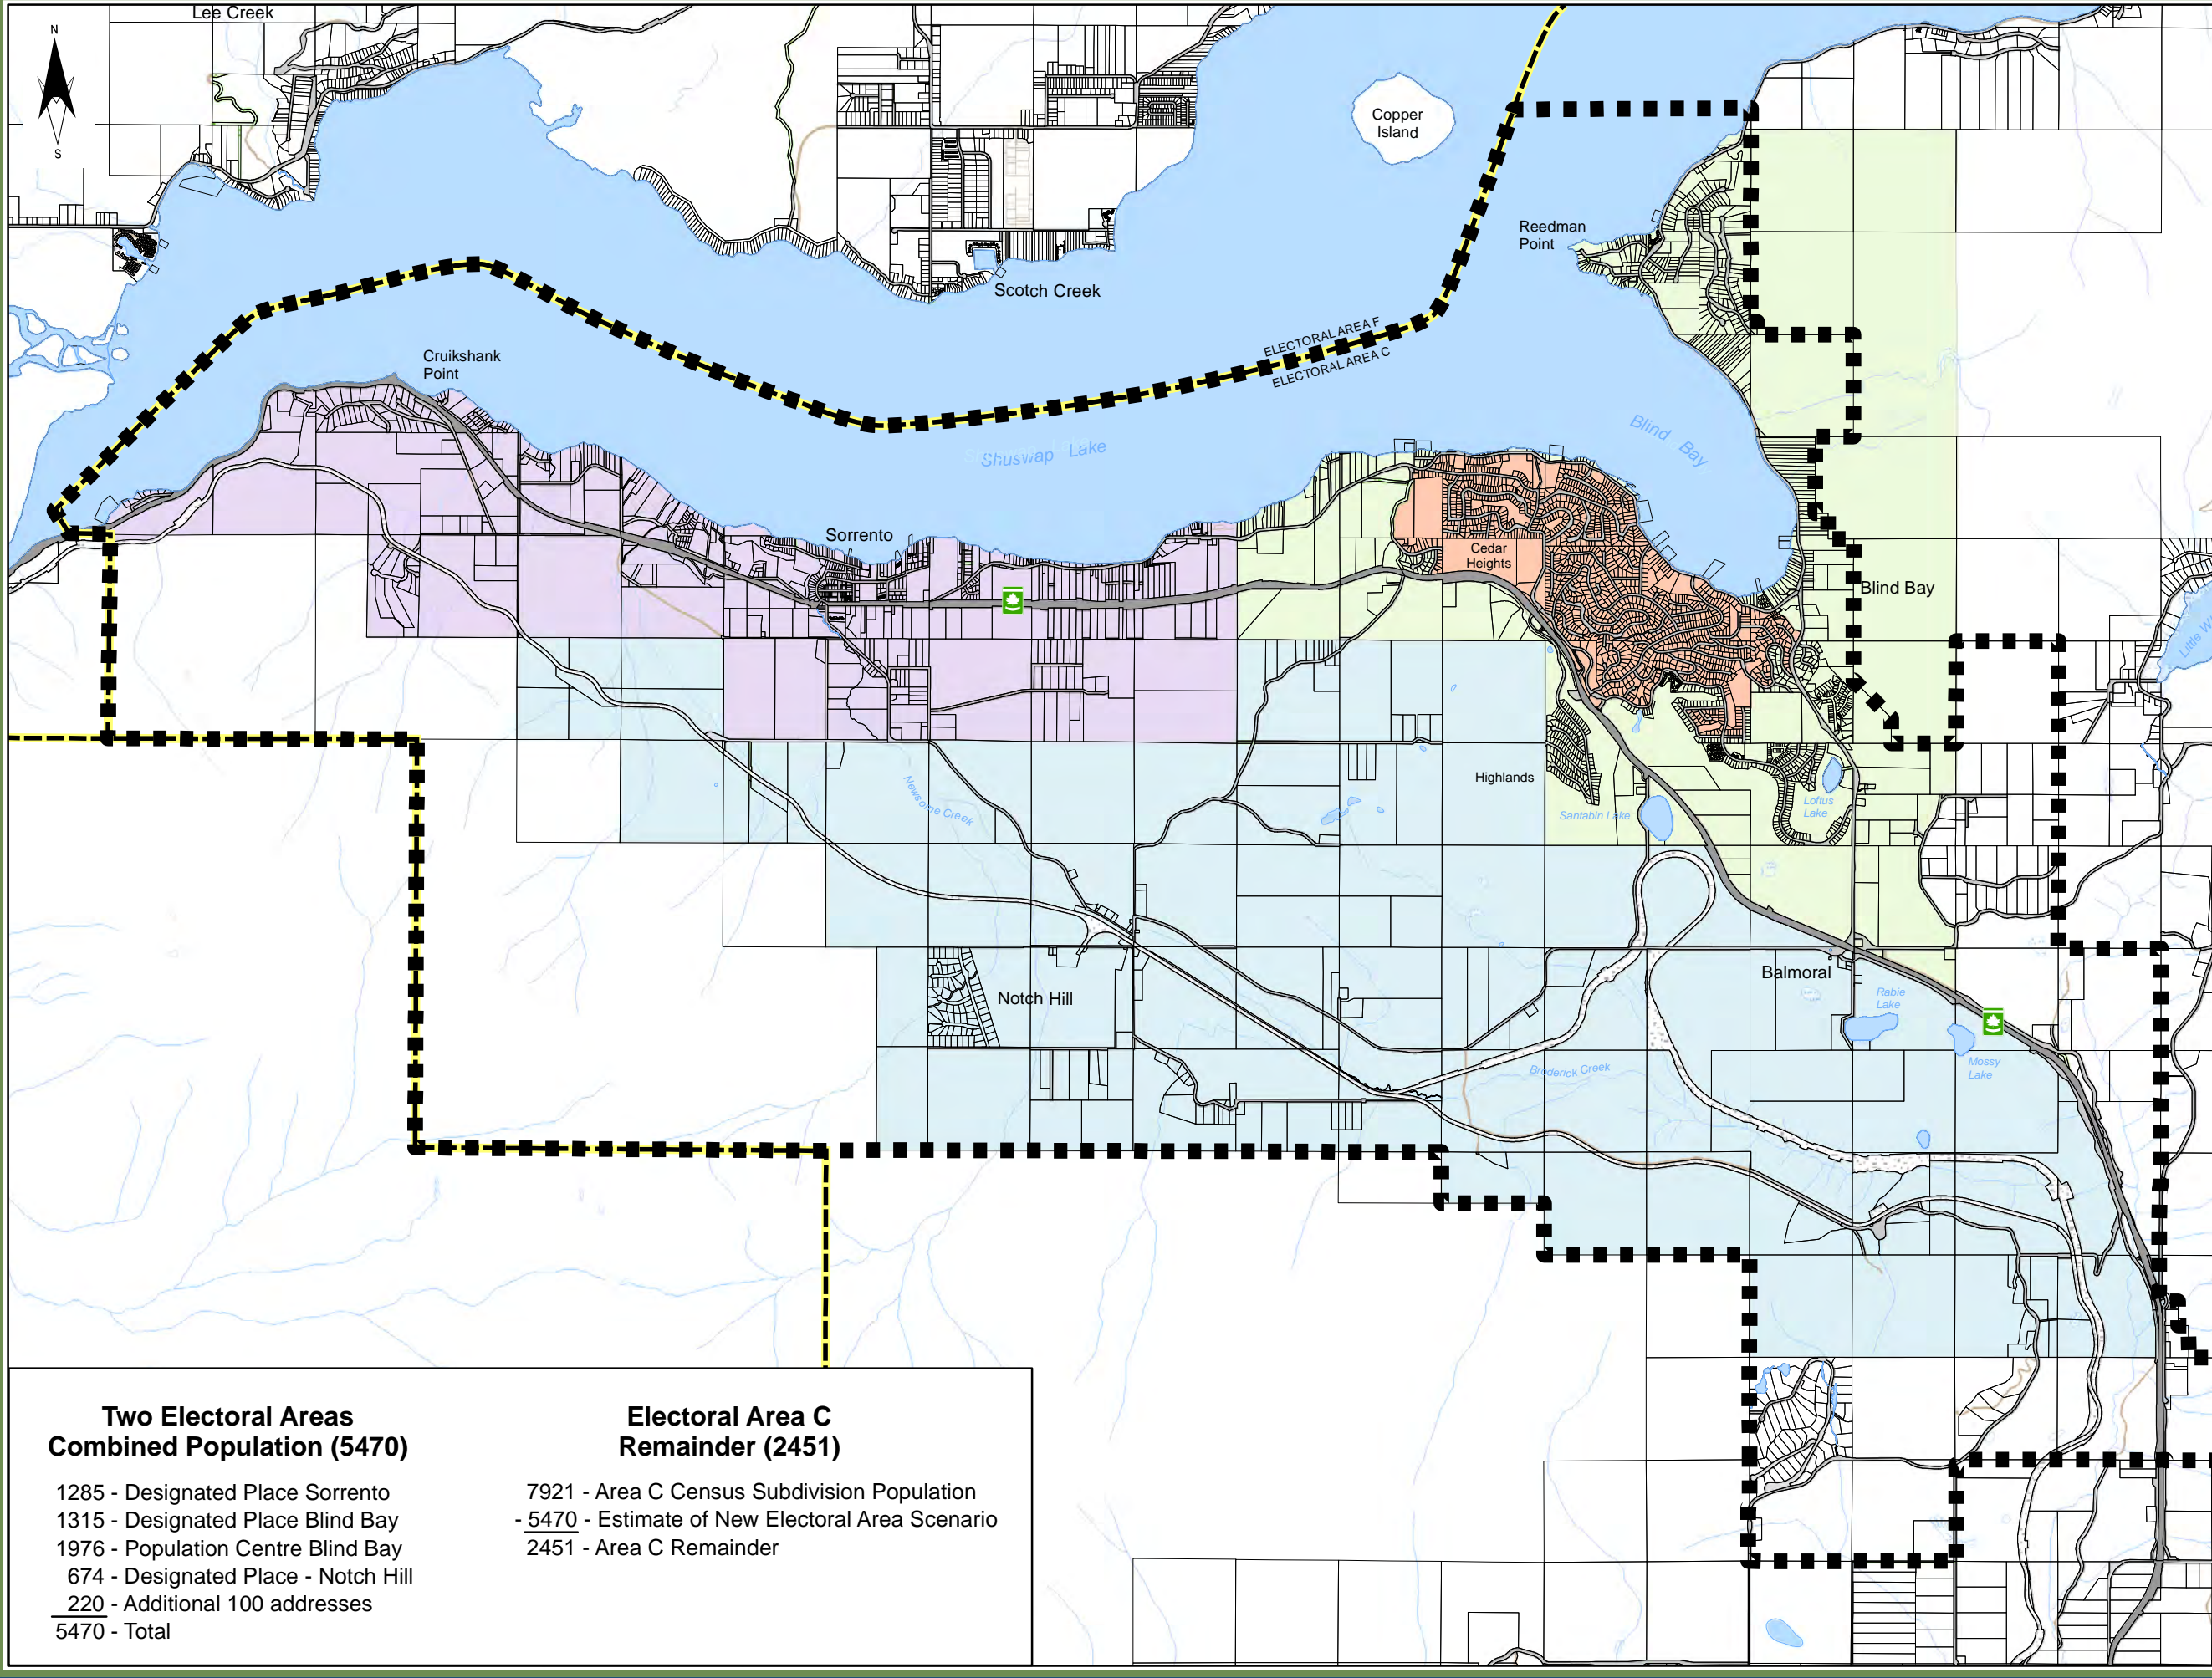 Lee Creek
N
S
Copper
Island
Reedman
Point
Scotch Creek
ELECTORAL AREA F
ELECTORAL AREA C
Cruikshank
Point
Blind Bay
Shuswap Lake
Sorrento
Cedar
Heights
Blind Bay
Highlands
Newsome Creek
Santabin Lake
Loftus
Lake
Notch Hill
Balmoral
Rabie
Lake
Mossy
Lake
Broderick Creek
Two Electoral Areas
Combined Population (5470)
1285 - Designated Place Sorrento
1315 - Designated Place Blind Bay
1976 - Population Centre Blind Bay
674 - Designated Place - Notch Hill
220 - Additional 100 addresses
5470 - Total
Electoral Area C
Remainder (2451)
7921 - Area C Census Subdivision Population
- 5470 - Estimate of New Electoral Area Scenario
2451 - Area C Remainder